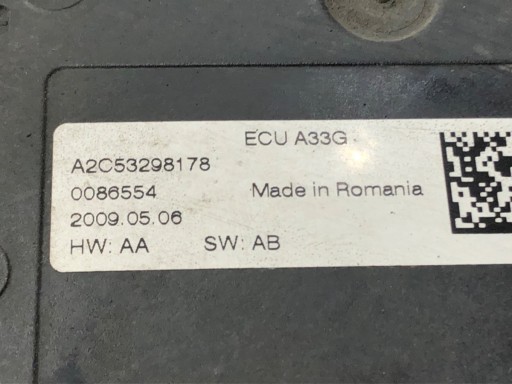 ECU A33G
A2C53298178
0086554 Made in Romania
2009.05.06
HW: AA SW: AB